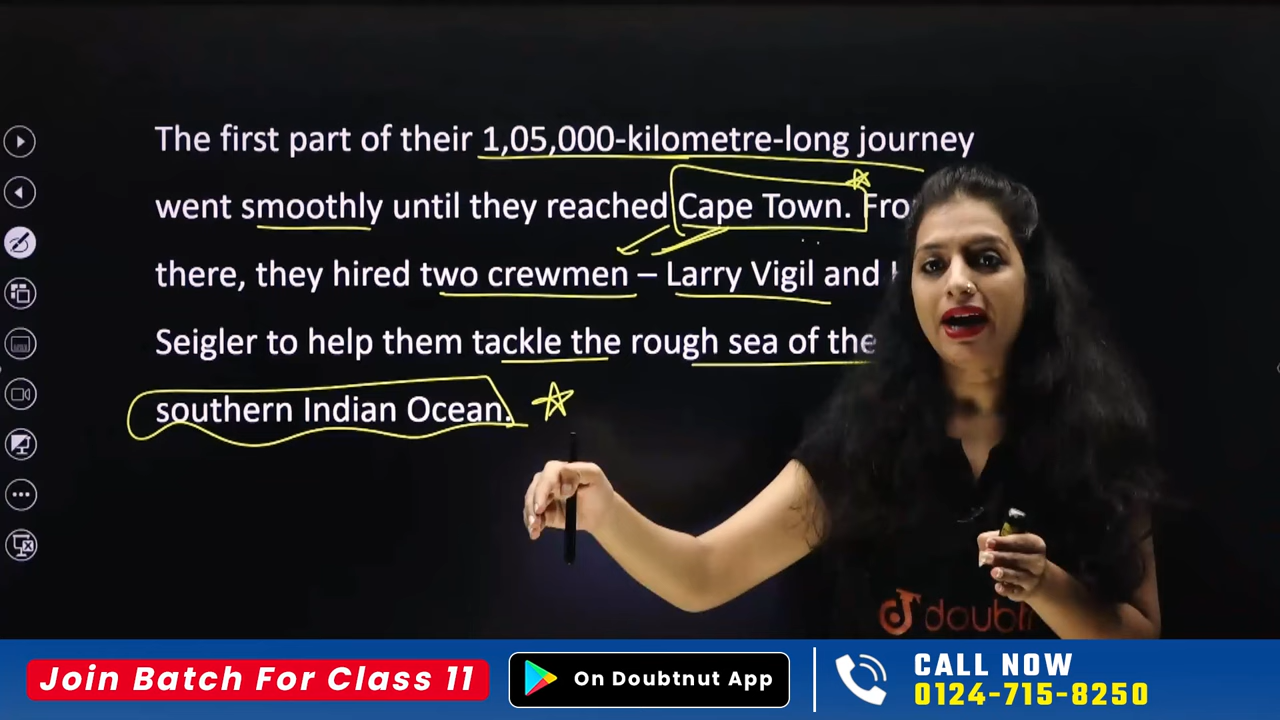 The first part of their 1,05,000-kilometre-long journey
went smoothly until they reached Cape Town. Fro
there, they hired two crewmen – Larry Vigil and
Seigler to help them tackle the rough sea of the
southern Indian Ocean.
doubt
Join Batch For Class 11
On Doubtnut App
CALL NOW
0124-715-8250